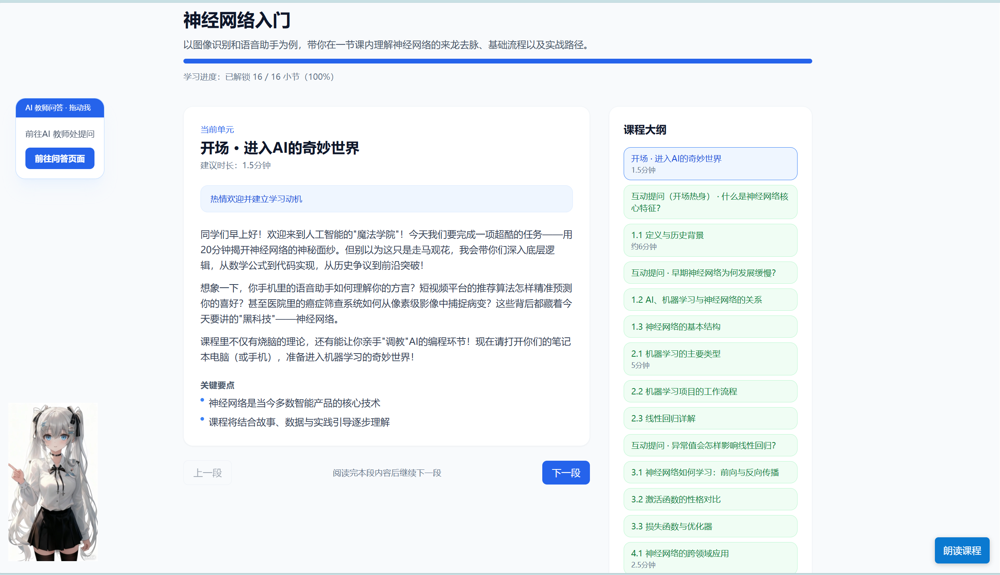 神经网络入门
以图像识别和语音助手为例，带你在一节课内理解神经网络的来龙去脉、基础流程以及实战路径。
学习进度：已解锁 16 / 16 小节（100%）
AI 教师问答 · 拖动我
前往AI 教师处提问
前往问答页面
当前单元
开场 • 进入AI的奇妙世界
建议时长：1.5分钟
热情欢迎并建立学习动机
同学们早上好！欢迎来到人工智能的"魔法学院"！今天我们要完成一项超酷的任务——用
20分钟揭开神经网络的神秘面纱。但别以为这只是走马观花，我会带你们深入底层逻
辑，从数学公式到代码实现，从历史争议到前沿突破！
想象一下，你手机里的语音助手如何理解你的方言？短视频平台的推荐算法怎样精准预测
你的喜好？甚至医院里的癌症筛查系统如何从像素级影像中捕捉病变？这些背后都藏着今
天要讲的"黑科技"——神经网络。
课程里不仅有烧脑的理论，还有能让你亲手"调教"AI的编程环节！现在请打开你们的笔记
本电脑（或手机），准备进入机器学习的奇妙世界！
关键要点
神经网络是当今多数智能产品的核心技术
课程将结合故事、数据与实践引导逐步理解
上一段
阅读完本段内容后继续下一段
下一段
课程大纲
开场 · 进入AI的奇妙世界
1.5分钟
互动提问（开场热身） · 什么是神经网络核
心特征？
1.1 定义与历史背景
约6分钟
互动提问 · 早期神经网络为何发展缓慢？
1.2 AI、机器学习与神经网络的关系
1.3 神经网络的基本结构
2.1 机器学习的主要类型
5分钟
2.2 机器学习项目的工作流程
2.3 线性回归详解
互动提问 · 异常值会怎样影响线性回归？
3.1 神经网络如何学习：前向与反向传播
3.2 激活函数的性格对比
3.3 损失函数与优化器
4.1 神经网络的跨领域应用
2.5分钟
朗读课程